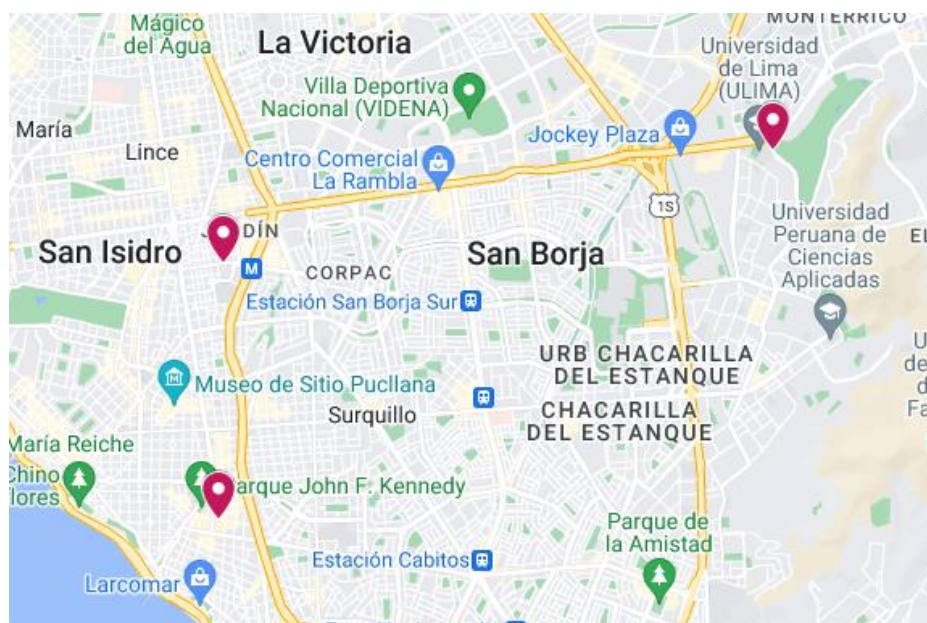 Mágico
del Agua
La Victoria
MONTERRICO
Universidad
de Lima
(ULIMA)
Villa Deportiva
Nacional (VIDENA)
María
Jockey Plaza
Lince
Centro Comercial
La Rambla
1S
Universidad
Peruana de
Ciencias
Aplicadas
DÍN
San Isidro
San Borja
EL
M
CORPAC
Estación San Borja Sur
URB CHACARILLA
DEL ESTANQUE
Museo de Sitio Pucllana
Surquillo
CHACARILLA
DEL ESTANQUE
María Reiche
Chino
lores
arque John F. Kennedy
Parque de
la Amistad
Estación Cabitos
Larcomar